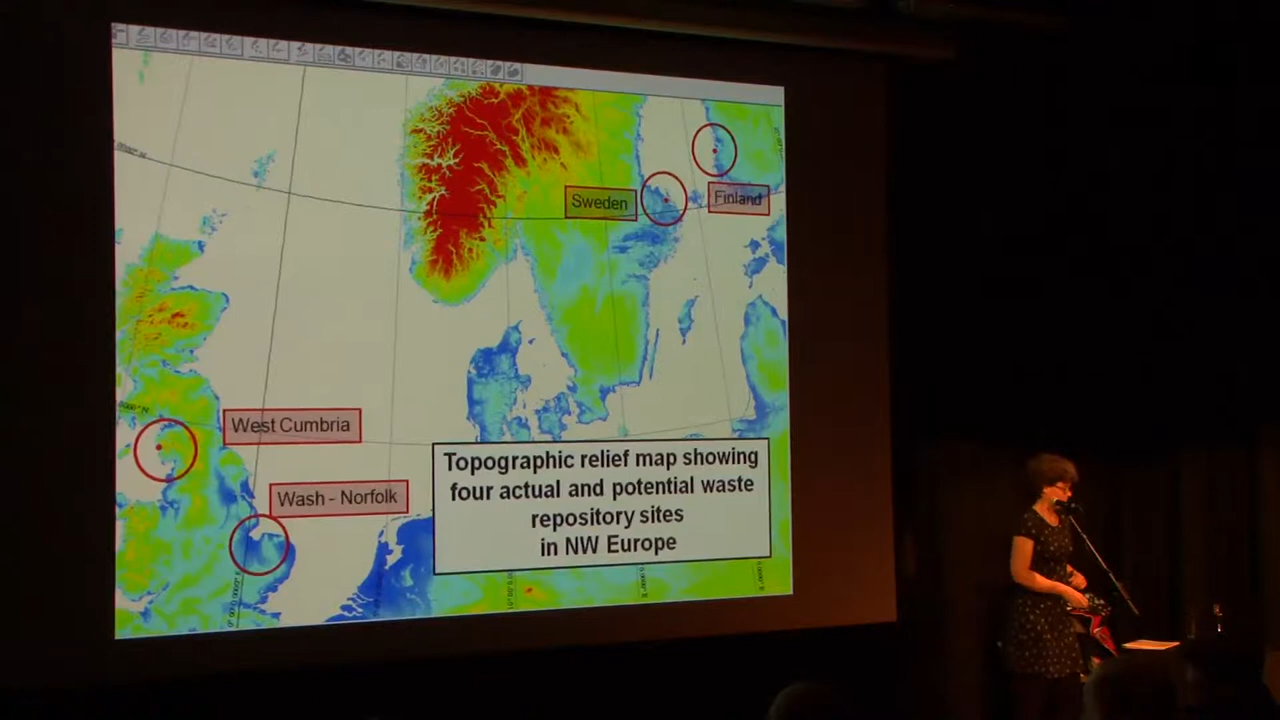 Sweden
Finland
West Cumbria
Wash - Norfolk
Topographic relief map showing
four actual and potential waste
repository sites
in NW Europe